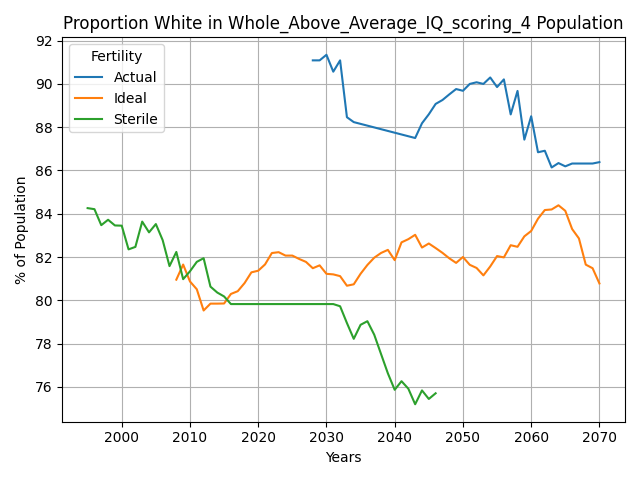 Proportion White in Whole_Above_Average_IQ_scoring_4 Population
Fertility
Actual
Ideal
Sterile
% of Population
92
90
88
86
84
82
80
78
76
2000
2010
2020
2030
2040
2050
2060
2070
Years